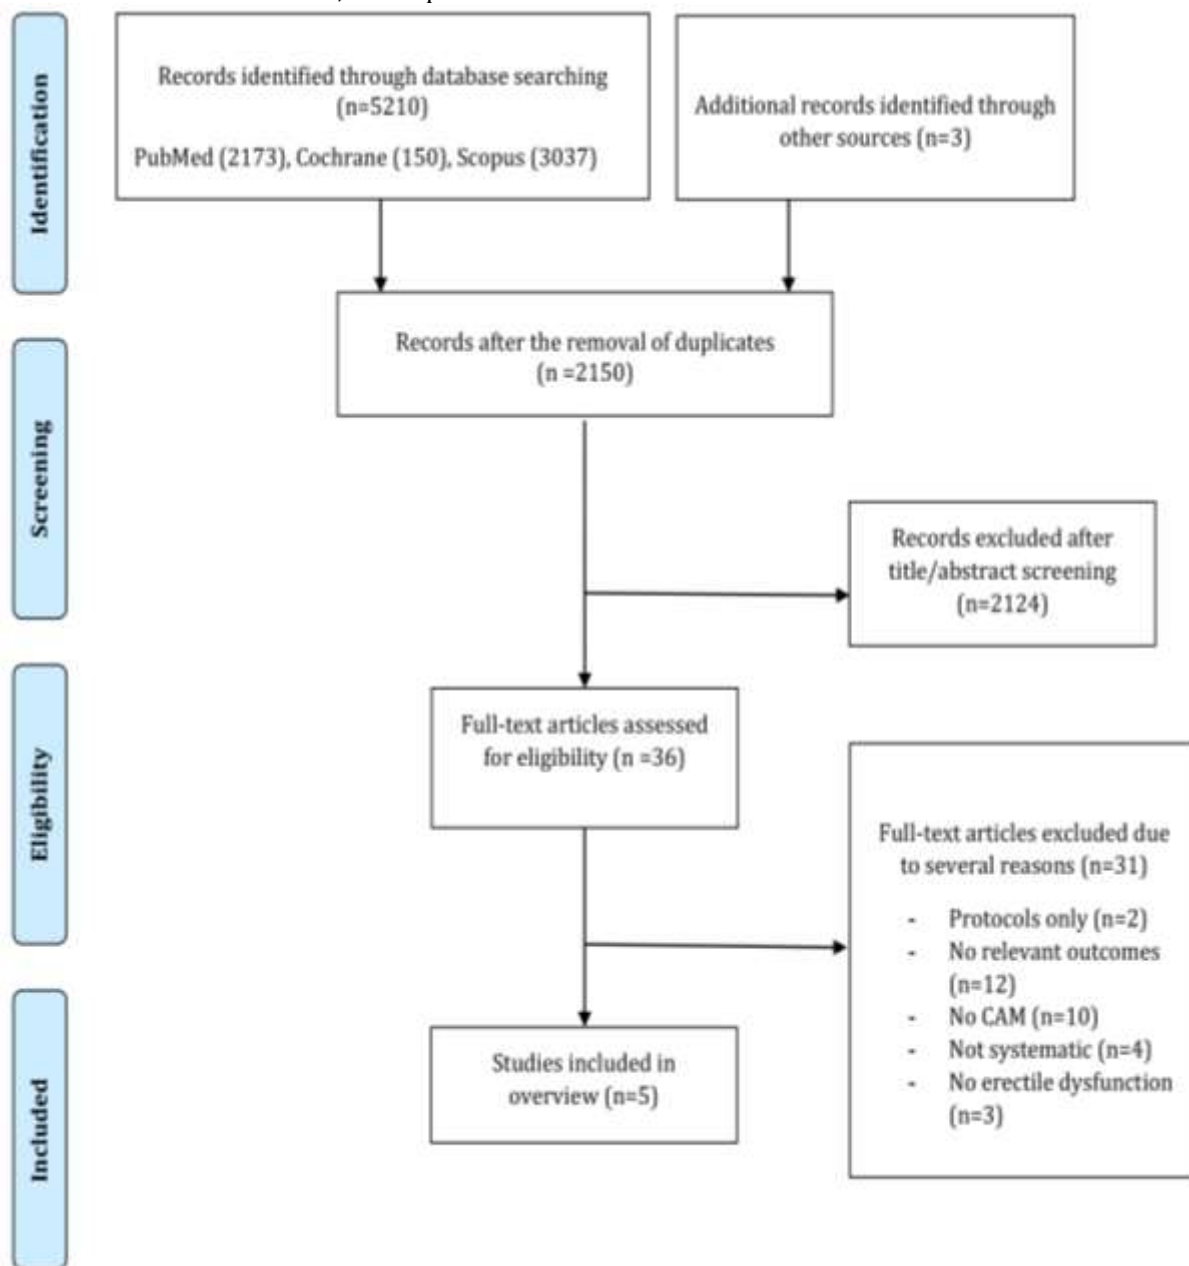 Identification
Records identified through database searching
(n=5210)
PubMed (2173), Cochrane (150), Scopus (3037)
Additional records identified through
other sources (n=3)
Records after the removal of duplicates
(n =2150)
Screening
Records excluded after
title/abstract screening
(n=2124)
Eligibility
Full-text articles assessed
for eligibility (n =36)
Full-text articles excluded due
to several reasons (n=31)
- Protocols only (n=2)
- No relevant outcomes
(n=12)
- No CAM (n=10)
- Not systematic (n=4)
- No erectile dysfunction
(n=3)
Included
Studies included in
overview (n=5)